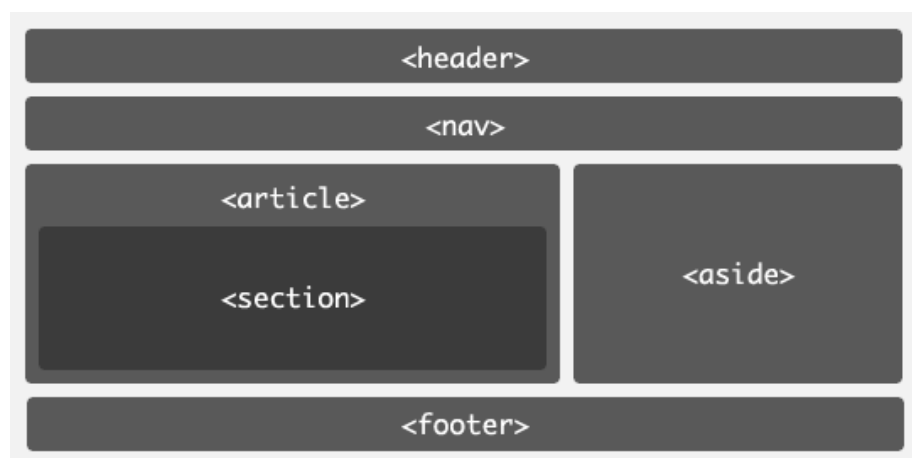 <header>
<nav>
<article>
<section>
<aside>
<footer>